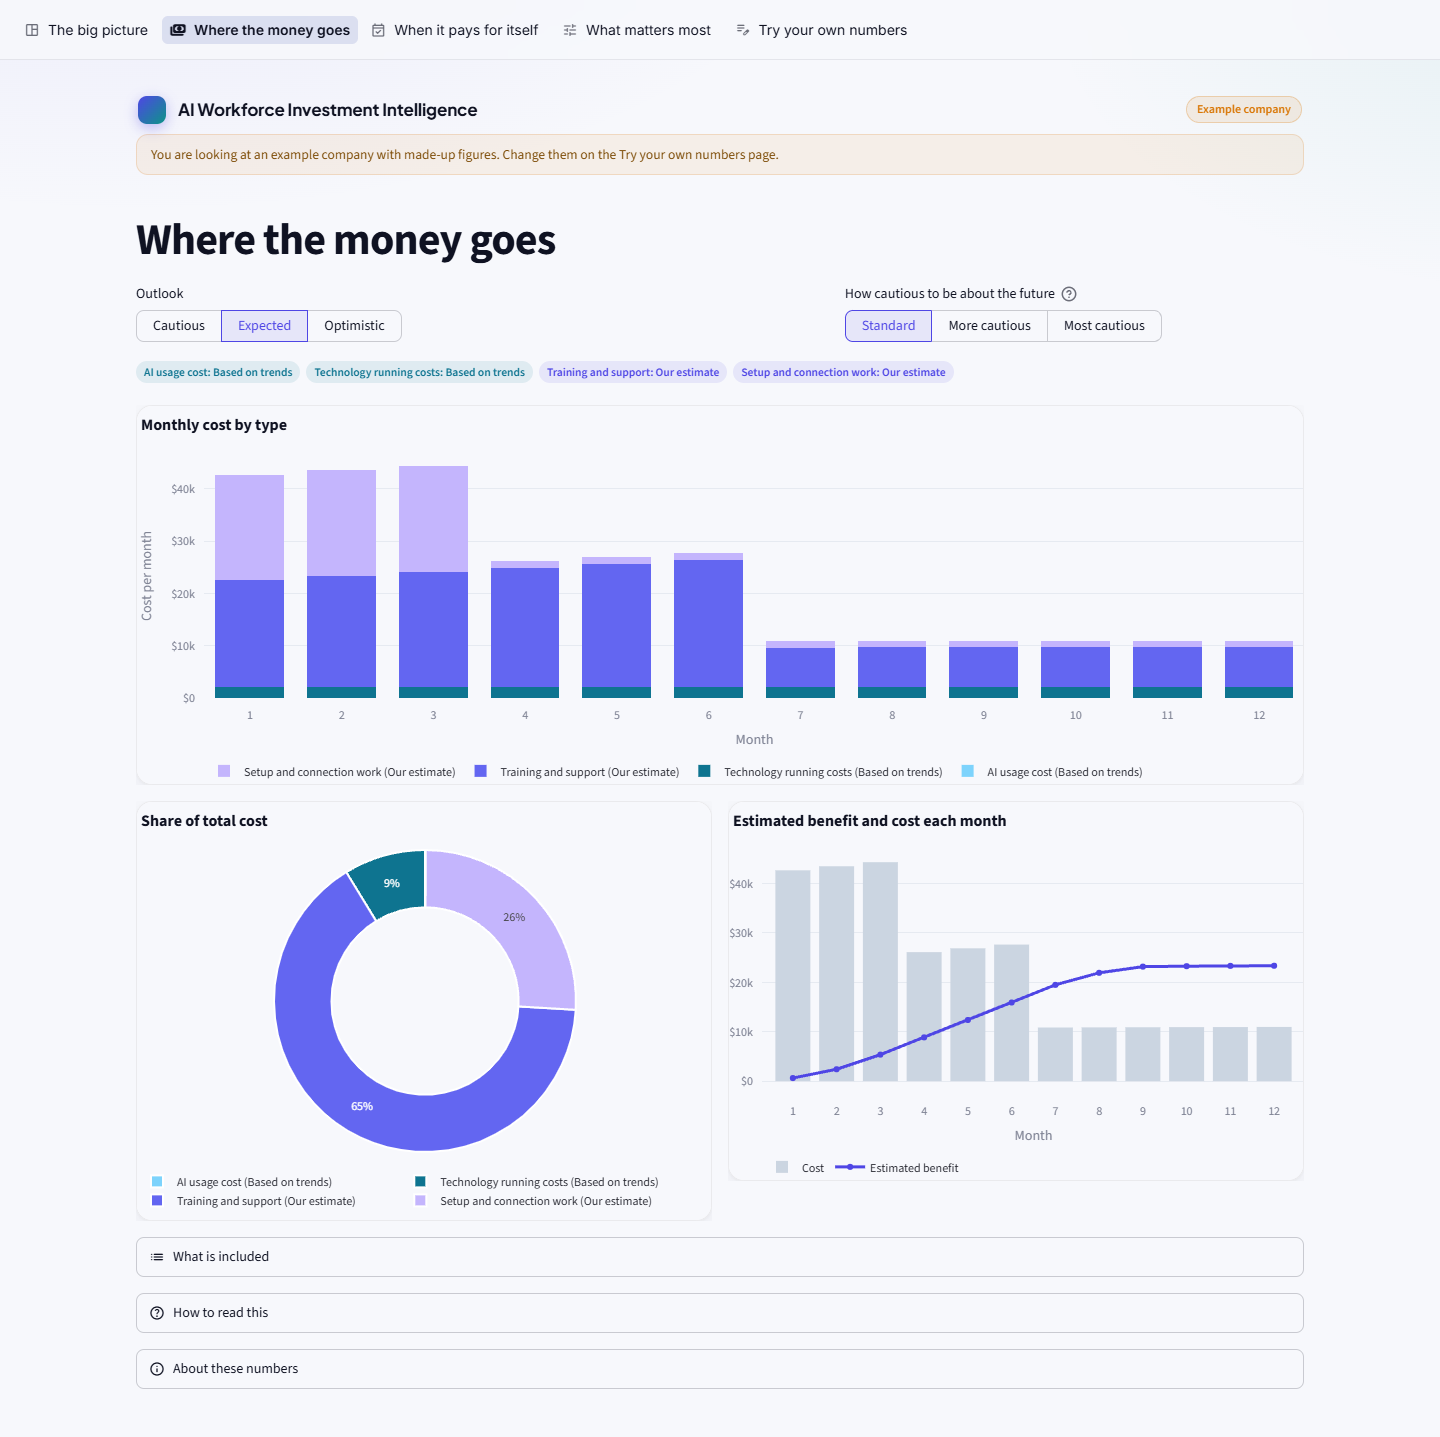 The big picture
Where the money goes
When it pays for itself
What matters most
Try your own numbers
AI Workforce Investment Intelligence
Example company
You are looking at an example company with made-up figures. Change them on the Try your own numbers page.
Where the money goes
Outlook
Cautious
Expected
Optimistic
How cautious to be about the future
Standard
More cautious
Most cautious
AI usage cost: Based on trends
Technology running costs: Based on trends
Training and support: Our estimate
Setup and connection work: Our estimate
Monthly cost by type
Cost per month
$40k
$30k
$20k
$10k
$0
1 2 3 4 5 6 7 8 9 10 11 12
Month
Setup and connection work (Our estimate)
Training and support (Our estimate)
Technology running costs (Based on trends)
AI usage cost (Based on trends)
Share of total cost
9%
26%
65%
AI usage cost (Based on trends)
Technology running costs (Based on trends)
Training and support (Our estimate)
Setup and connection work (Our estimate)
Estimated benefit and cost each month
$40k
$30k
$20k
$10k
$0
1 2 3 4 5 6 7 8 9 10 11 12
Month
Cost
Estimated benefit
What is included
How to read this
About these numbers